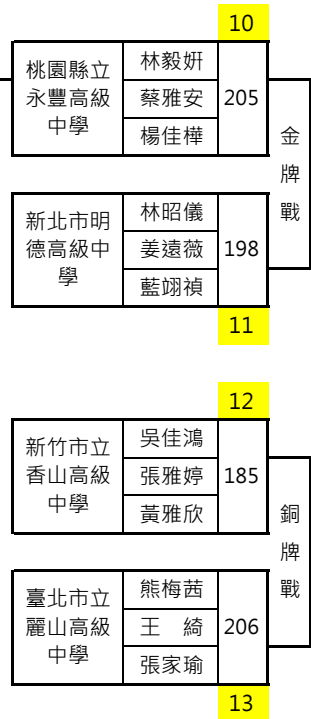 10
桃園縣立
永豐高級
中學
林毅姸
蔡雅安
楊佳樺
205
金
牌
戰
新北市明
德高級中
學
林昭儀
姜遠薇
藍翊禎
198
11
12
新竹市立
香山高級
中學
吳佳鴻
張雅婷
黃雅欣
185
銅
牌
戰
臺北市立
麗山高級
中學
熊梅茜
王　綺
張家瑜
206
13